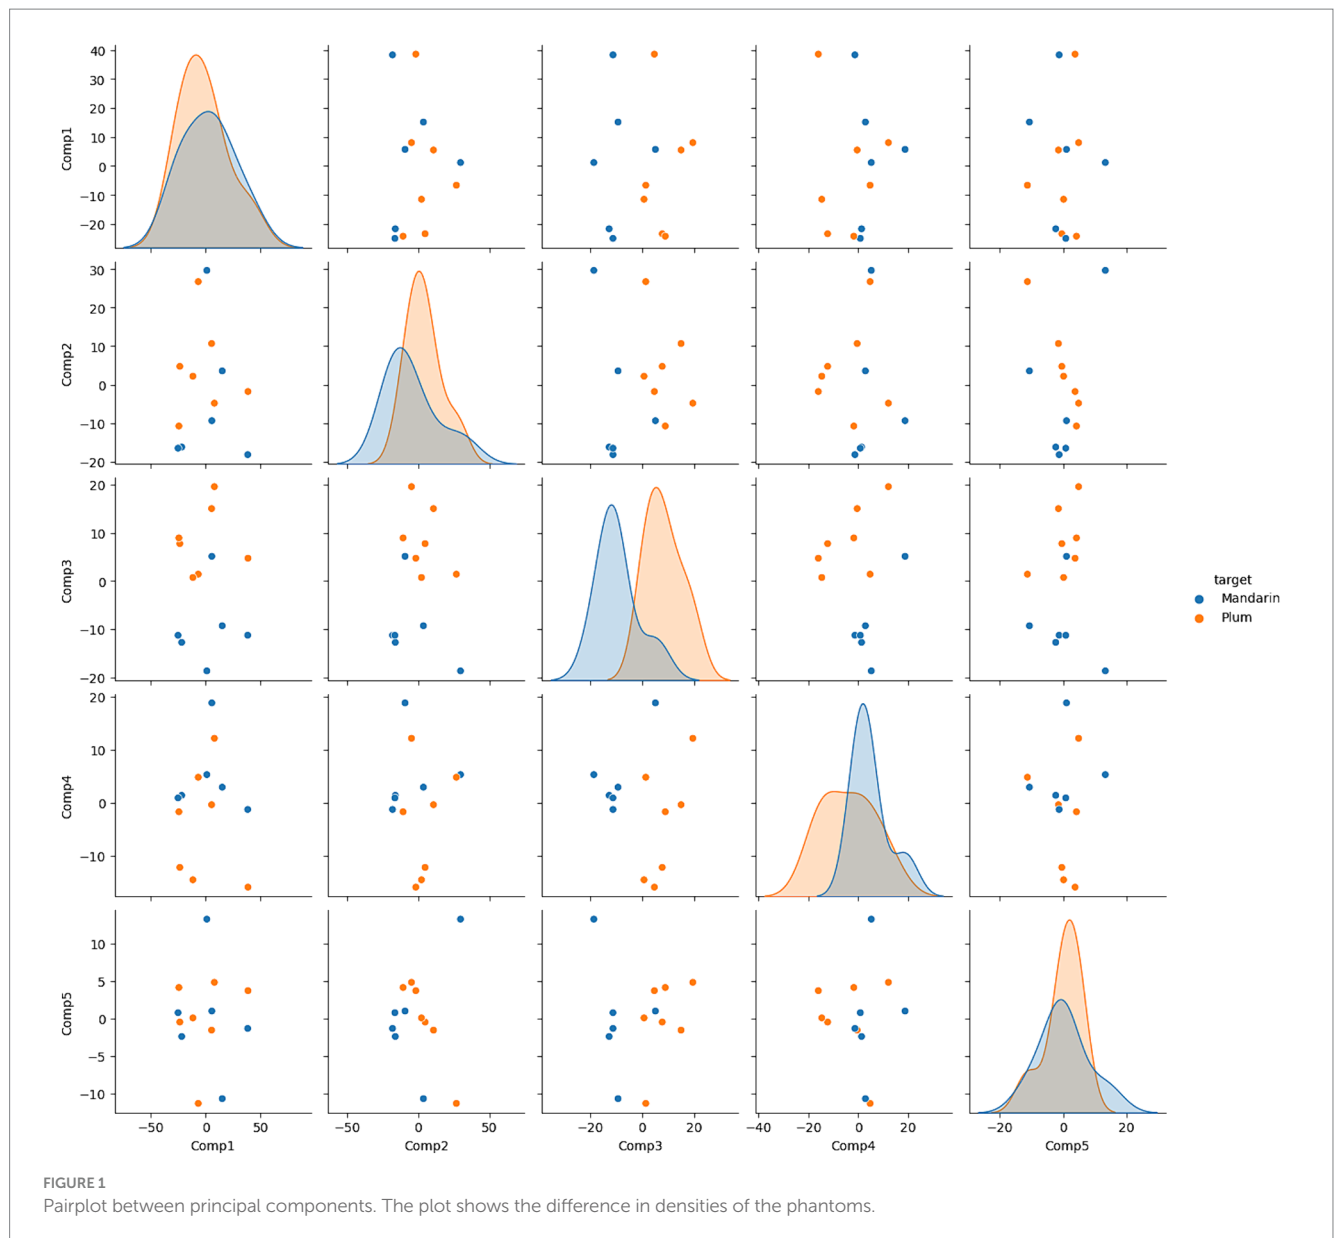 40
30
20
10
0
−10
−20
Comp1
30
20
10
0
−10
−20
Comp2
20
10
0
−10
−20
Comp3
target
Mandarin
Plum
20
10
0
−10
Comp4
10
5
0
−5
−10
Comp5
−50 0 50 −50 0 50 −20 0 20 −40 −20 0 20 −20 0 20
Comp1 Comp2 Comp3 Comp4 Comp5
FIGURE 1
Pairplot between principal components. The plot shows the difference in densities of the phantoms.